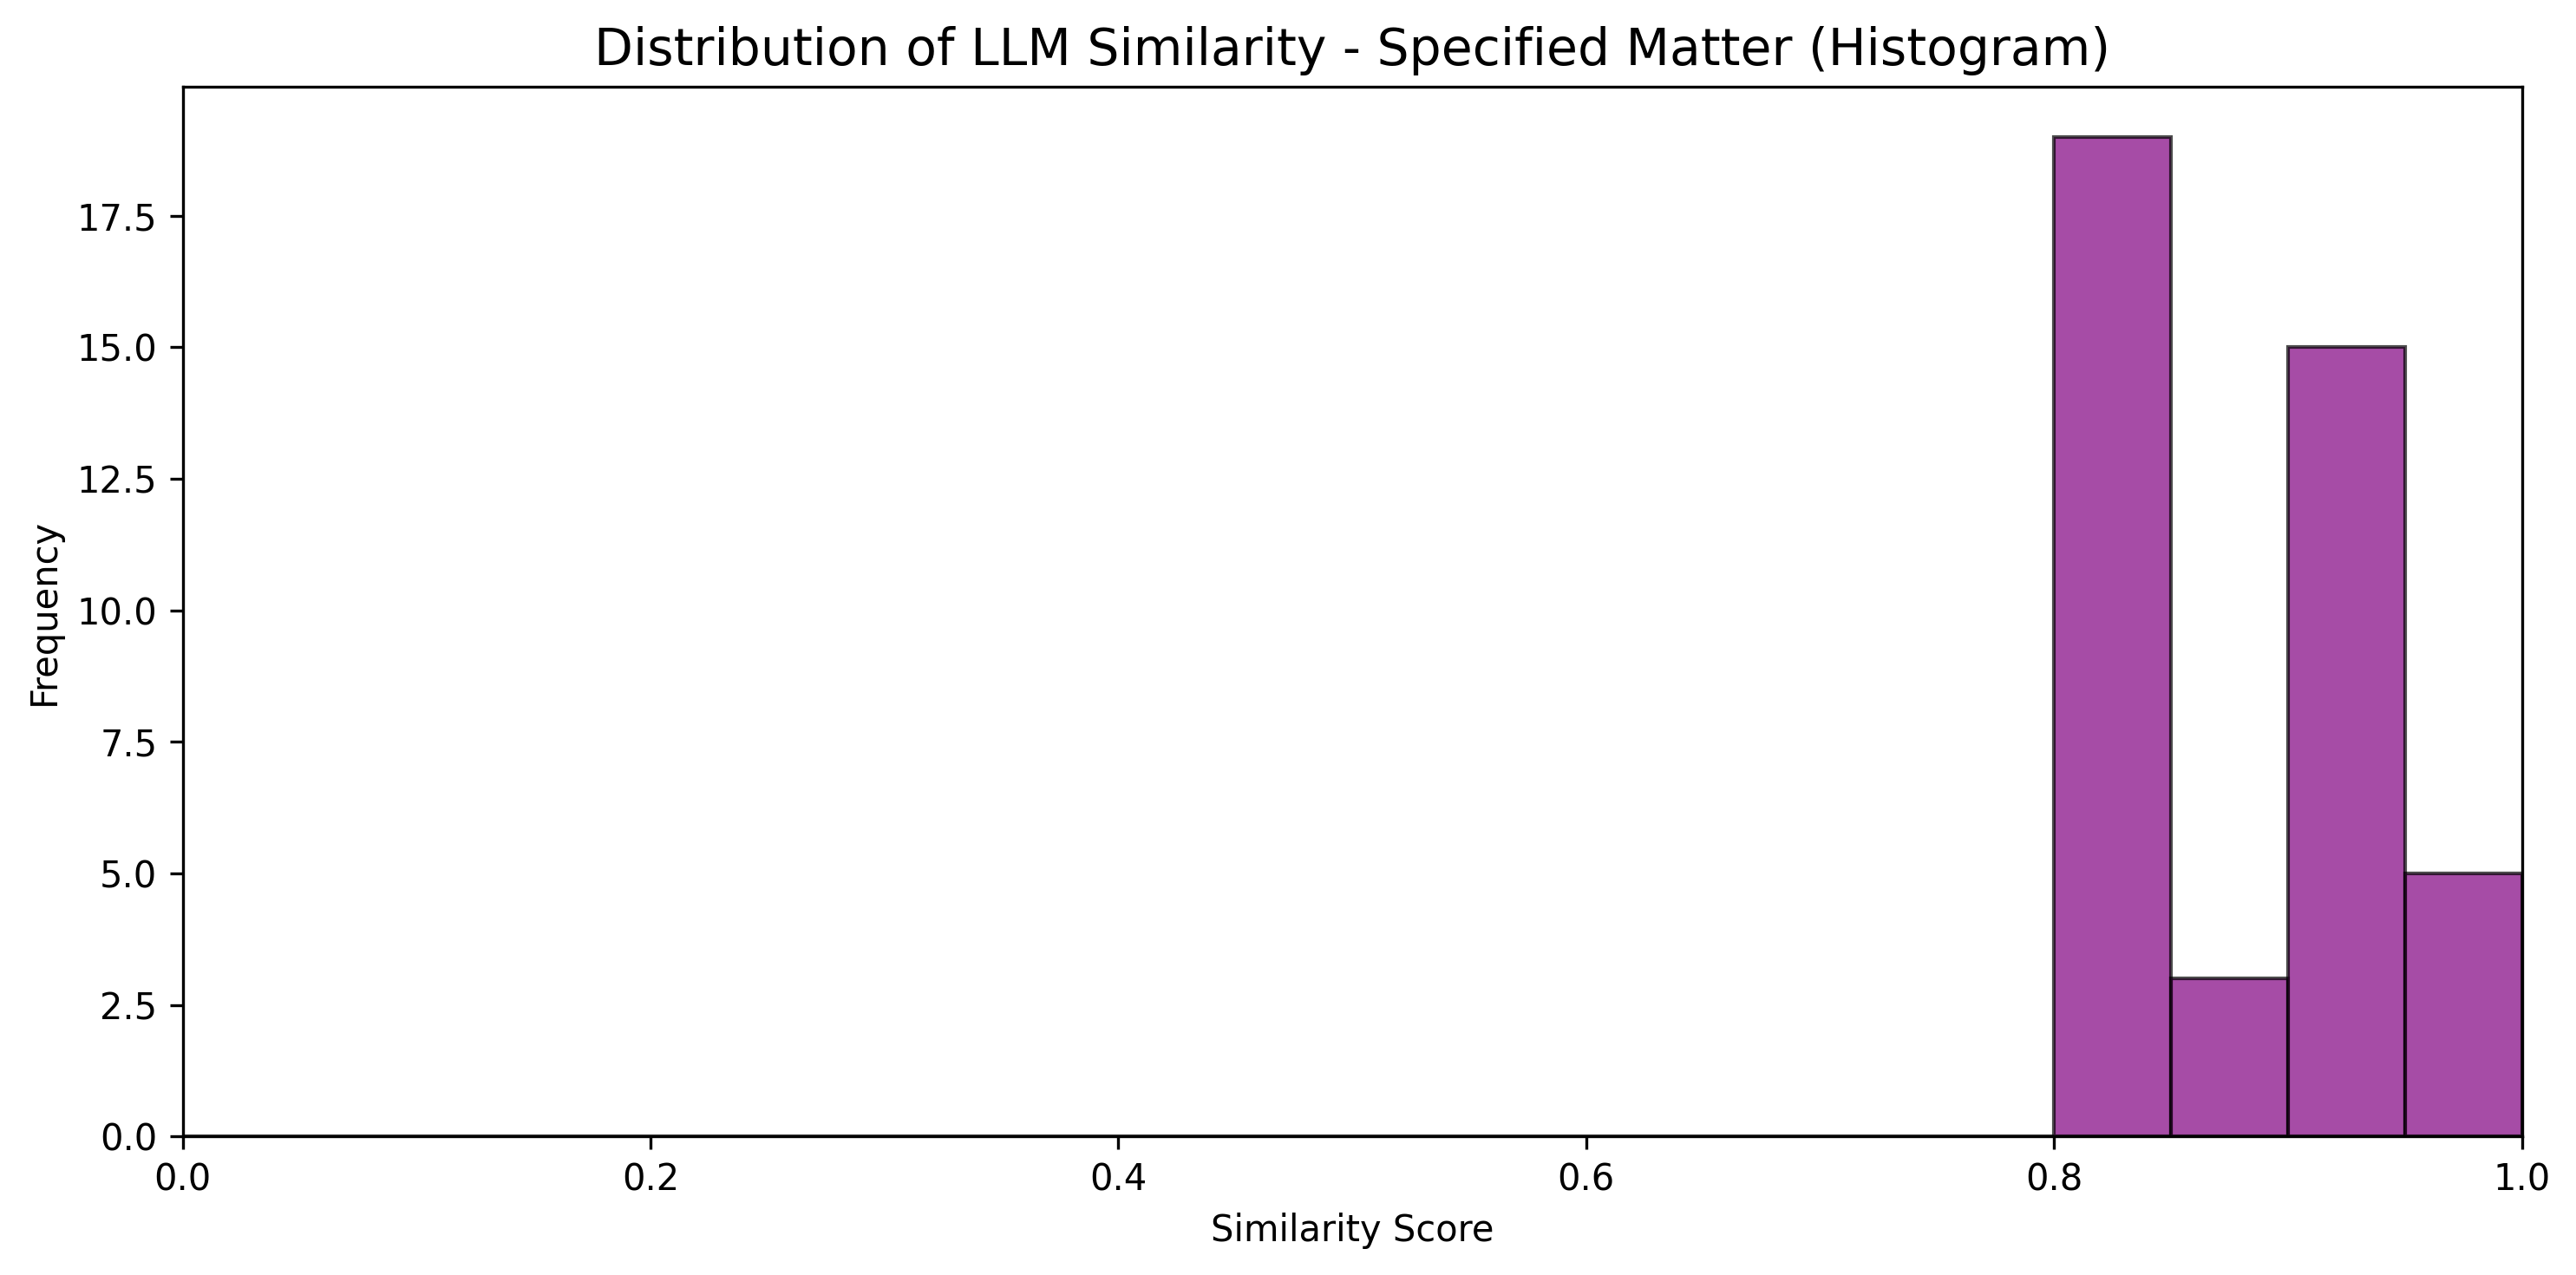 Distribution of LLM Similarity - Specified Matter (Histogram)
17.5
15.0
12.5
10.0
7.5
5.0
2.5
0.0
Frequency
0.0 0.2 0.4 0.6 0.8 1.0
Similarity Score